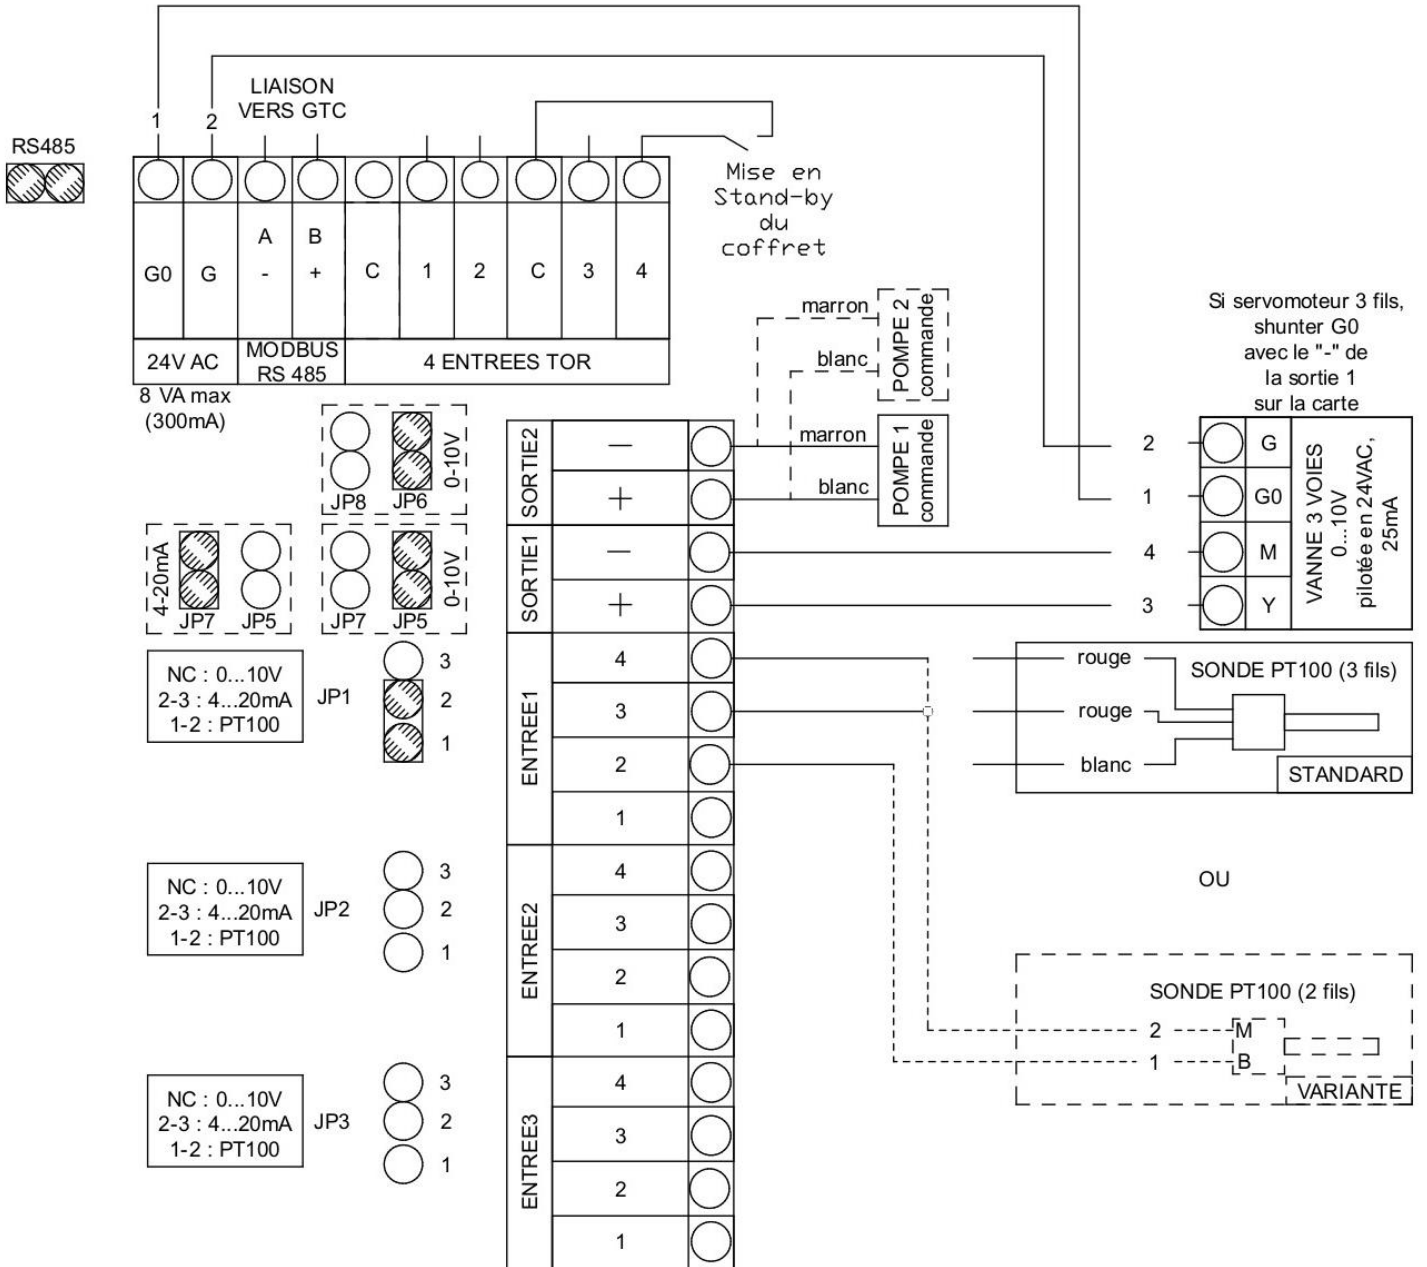 LIAISON
VERS GTC
1
2
RS485
Mise en
Stand-by
du
coffret
G0
G
A
-
B
+
C
1
2
C
3
4
24V AC
MODBUS
RS 485
4 ENTREES TOR
8 VA max
(300mA)
marron
blanc
POMPE 2
commande
marron
blanc
POMPE 1
commande
Si servomoteur 3 fils,
shunter G0
avec le "-" de
la sortie 1
sur la carte
2
G
1
G0
4
M
3
Y
VANNE 3 VOIES
0...10V
pilotée en 24VAC,
25mA
JP8
JP6
0-10V
4-20mA
JP7
JP5
JP7
JP5
0-10V
SORTIE2
—
+
SORTIE1
—
+
NC : 0...10V
2-3 : 4...20mA
1-2 : PT100
JP1
3
2
1
ENTREE1
4
3
2
1
rouge
rouge
blanc
SONDE PT100 (3 fils)
STANDARD
NC : 0...10V
2-3 : 4...20mA
1-2 : PT100
JP2
3
2
1
ENTREE2
4
3
2
1
OU
SONDE PT100 (2 fils)
2
M
1
B
VARIANTE
NC : 0...10V
2-3 : 4...20mA
1-2 : PT100
JP3
3
2
1
ENTREE3
4
3
2
1